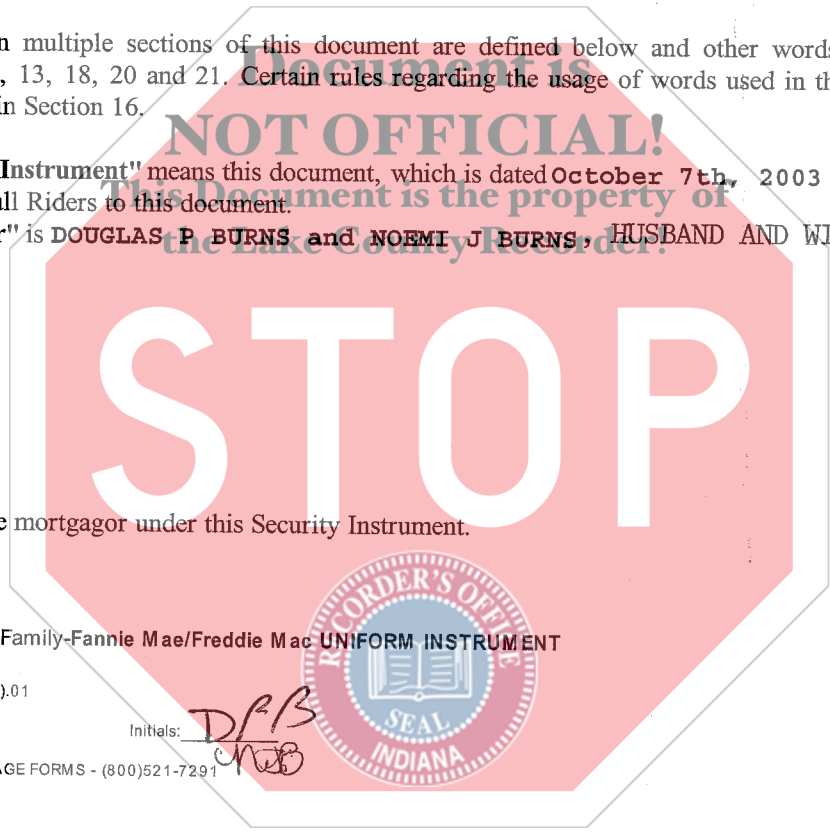 n multiple sections of this document are defined below and other words
, 13, 18, 20 and 21. Certain rules regarding the usage of words used in th
in Section 16.
Document is
NOT OFFICIAL!
This Document is the property of
the Lake County Recorder!
Instrument" means this document, which is dated October 7th, 2003
ll Riders to this document.
r" is DOUGLAS P BURNS and NOEMI J BURNS, HUSBAND AND WI
STOP
e mortgagor under this Security Instrument.
RECORDER'S OFFICE
SEAL
INDIANA
Family-Fannie Mae/Freddie Mac UNIFORM INSTRUMENT
).01
Initials: DPB
NJB
AGE FORMS - (800)521-7291